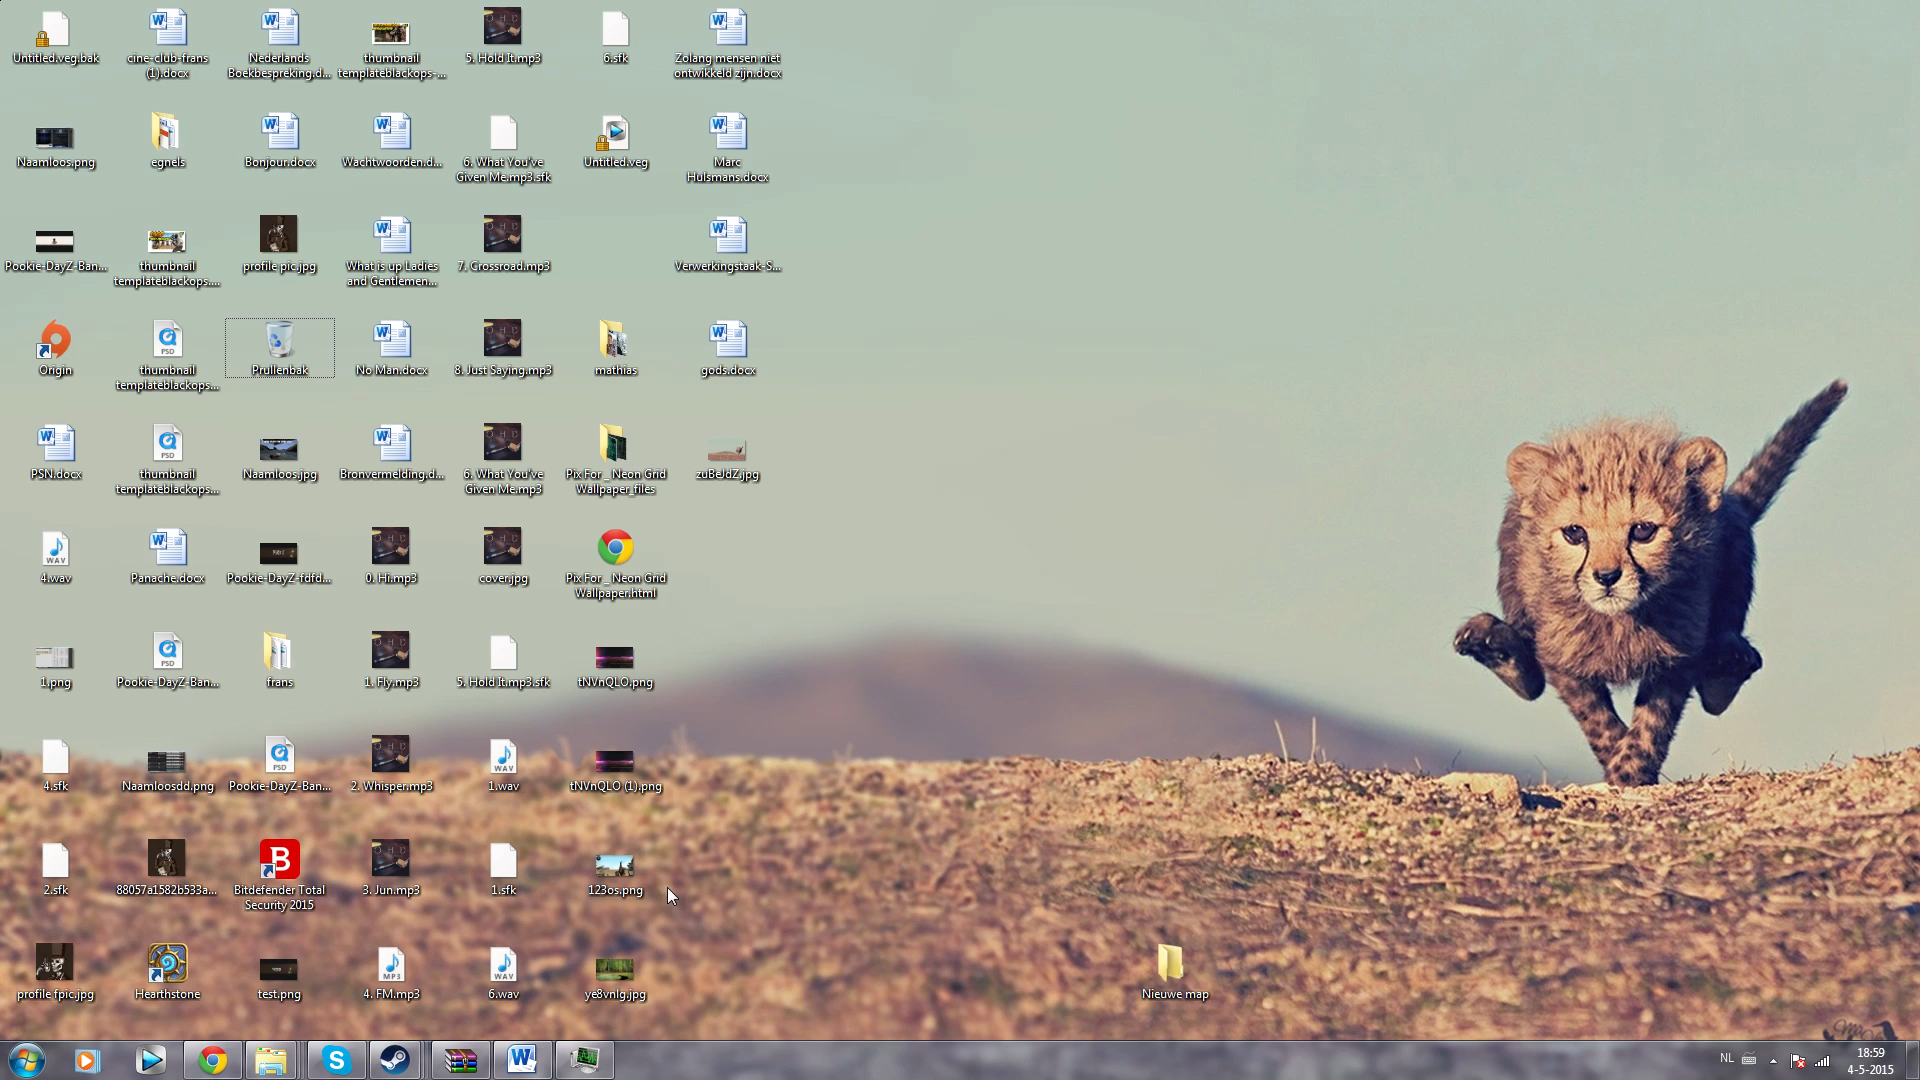 Untitled.veg.bak
cine-club-frans
(1).docx
Nederlands
Boekbespreking.d...
thumbnail
templateblackops-...
5. Hold It.mp3
6.sfk
Zolang mensen niet
ontwikkeld zijn.docx
Naamloos.png
egnels
Bonjour.docx
Wachtwoorden.d...
6. What You've
Given Me.mp3.sfk
Untitled.veg
Marc
Hulsmans.docx
Pookie-DayZ-Ban...
thumbnail
templateblackops....
profile pic.jpg
What is up Ladies
and Gentlemen...
7. Crossroad.mp3
Verwerkingstaak-S...
Origin
PSD
thumbnail
templateblackops...
Prullenbak
No Man.docx
8. Just Saying.mp3
mathias
gods.docx
PSN.docx
PSD
thumbnail
templateblackops...
Naamloos.jpg
Bronvermelding.d...
6. What You've
Given Me.mp3
Pix For _ Neon Grid
Wallpaper_files
zuBeJdZ.jpg
WAV
4.wav
Panache.docx
Pookie-DayZ-fdfd...
0. Hi.mp3
cover.jpg
Pix For _ Neon Grid
Wallpaper.html
1.png
PSD
Pookie-DayZ-Ban...
frans
1. Fly.mp3
5. Hold It.mp3.sfk
tNVnQLO.png
4.sfk
Naamloosdd.png
PSD
Pookie-DayZ-Ban...
2. Whisper.mp3
WAV
1.wav
tNVnQLO (1).png
2.sfk
88057a1582b533a...
B
Bitdefender Total
Security 2015
3. Jun.mp3
1.sfk
123os.png
profile fpic.jpg
Hearthstone
test.png
MP3
4. FM.mp3
WAV
6.wav
ye8vnlg.jpg
Nieuwe map
NL
18:59
4-5-2015